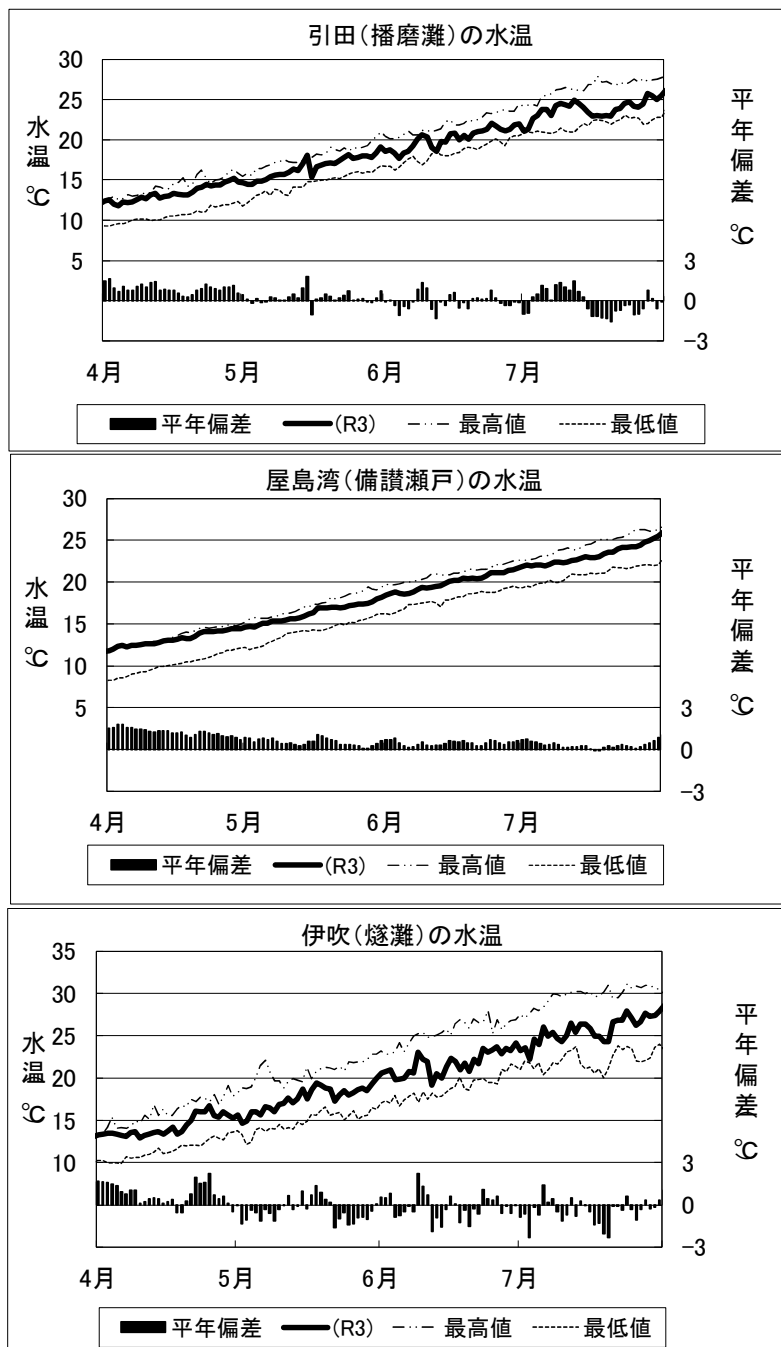 引田(播磨灘)の水温
30
25
20
15
10
5
水温 ℃
平年偏差 ℃
3
0
−3
4月 5月 6月 7月
平年偏差 (R3) 最高値 最低値
屋島湾(備讃瀬戸)の水温
30
25
20
15
10
5
水温 ℃
平年偏差 ℃
3
0
−3
4月 5月 6月 7月
平年偏差 (R3) 最高値 最低値
伊吹(燧灘)の水温
35
30
25
20
15
10
水温 ℃
平年偏差 ℃
3
0
−3
4月 5月 6月 7月
平年偏差 (R3) 最高値 最低値